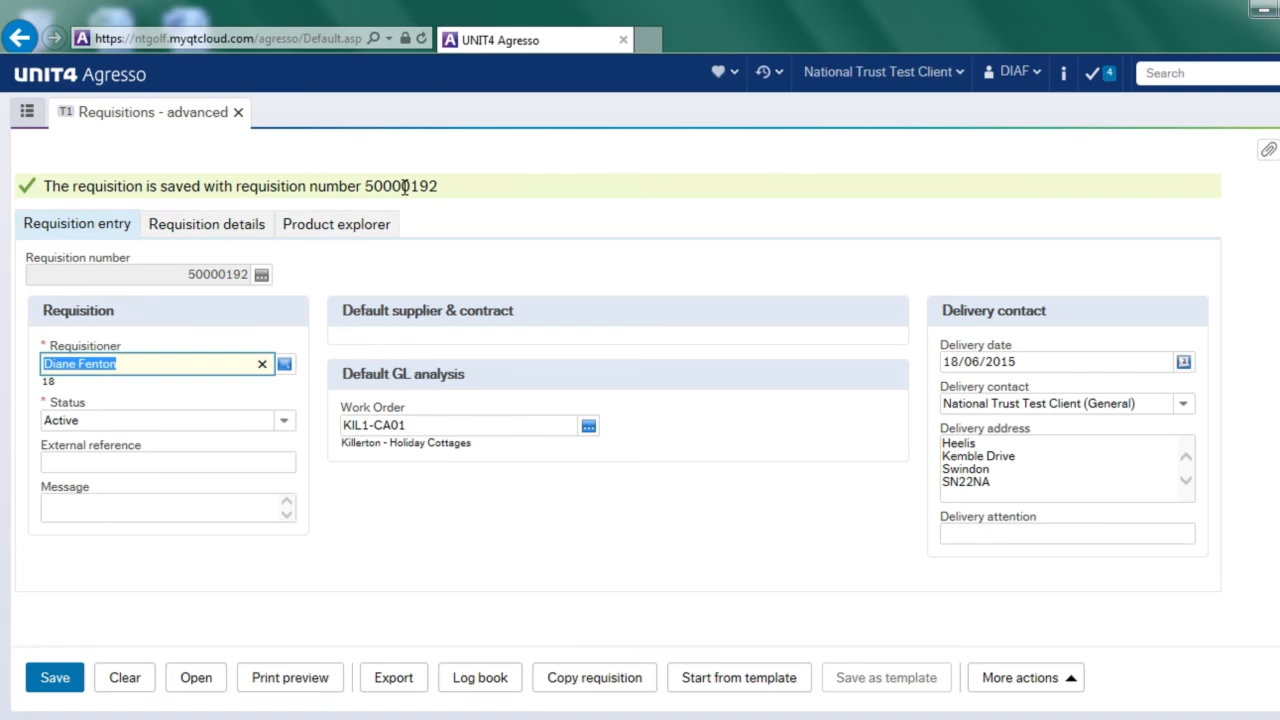 https://ntgolf.myqtcloud.com/agresso/Default.asp
UNIT4 Agresso
UNIT4 Agresso
National Trust Test Client
DIAF
4
Search
T1 Requisitions - advanced
The requisition is saved with requisition number 50000192
Requisition entry
Requisition details
Product explorer
Requisition number
50000192
Requisition
* Requisitioner
Diane Fenton
18
* Status
Active
External reference
Message
Default supplier & contract
Default GL analysis
Work Order
KIL1-CA01
Killerton - Holiday Cottages
Delivery contact
Delivery date
18/06/2015
Delivery contact
National Trust Test Client (General)
Delivery address
Heelis
Kemble Drive
Swindon
SN22NA
Delivery attention
Save
Clear
Open
Print preview
Export
Log book
Copy requisition
Start from template
Save as template
More actions